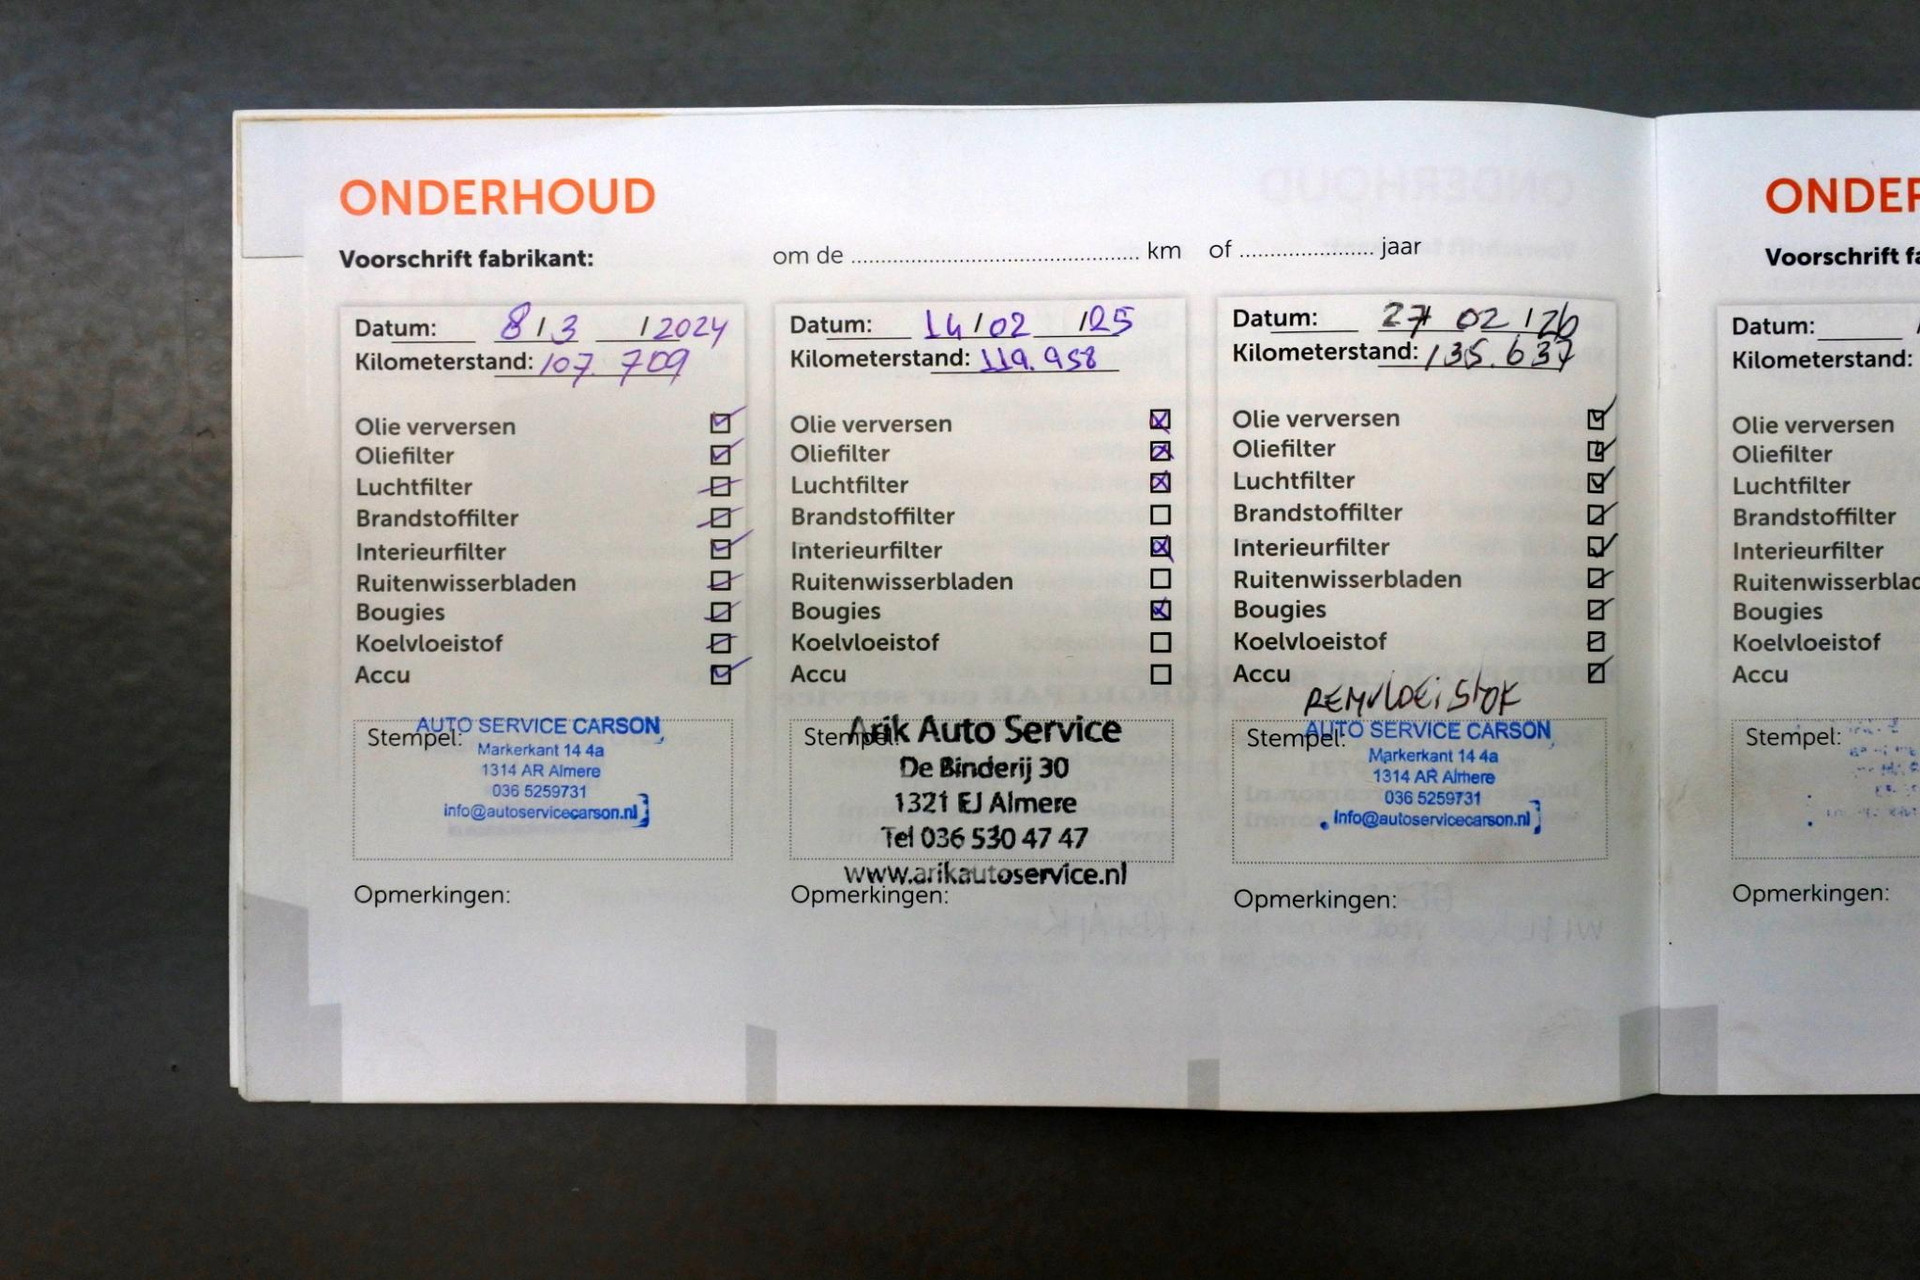 ONDERHOUD
Voorschrift fabrikant:
om de ........................................ km of .................... jaar
Datum: 8 / 3 / 2024
Kilometerstand: 107.709
Olie verversen
Oliefilter
Luchtfilter
Brandstoffilter
Interieurfilter
Ruitenwisserbladen
Bougies
Koelvloeistof
Accu
Stempel:
AUTO SERVICE CARSON
Markerkant 14 4a
1314 AR Almere
036 5259731
info@autoservicecarson.nl
Opmerkingen:
Datum: 14 / 02 / 25
Kilometerstand: 119.958
Olie verversen
Oliefilter
Luchtfilter
Brandstoffilter
Interieurfilter
Ruitenwisserbladen
Bougies
Koelvloeistof
Accu
Stempel:
Arik Auto Service
De Binderij 30
1321 EJ Almere
Tel 036 530 47 47
www.arikautoservice.nl
Opmerkingen:
Datum: 27 02 / 26
Kilometerstand: 135.637
Olie verversen
Oliefilter
Luchtfilter
Brandstoffilter
Interieurfilter
Ruitenwisserbladen
Bougies
Koelvloeistof
Accu
REMVLOEISTOF
Stempel:
AUTO SERVICE CARSON
Markerkant 14 4a
1314 AR Almere
036 5259731
Info@autoservicecarson.nl
Opmerkingen:
ONDER
Voorschrift fa
Datum:
Kilometerstand:
Olie verversen
Oliefilter
Luchtfilter
Brandstoffilter
Interieurfilter
Ruitenwisserblad
Bougies
Koelvloeistof
Accu
Stempel:
Opmerkingen: